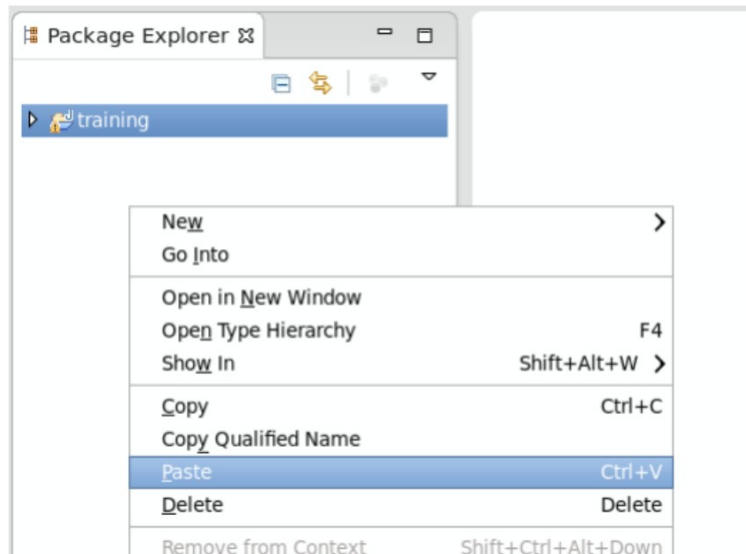 Package Explorer
training
New
Go Into
Open in New Window
Open Type Hierarchy F4
Show In Shift+Alt+W
Copy Ctrl+C
Copy Qualified Name
Paste Ctrl+V
Delete Delete
Remove from Context Shift+Ctrl+Alt+Down